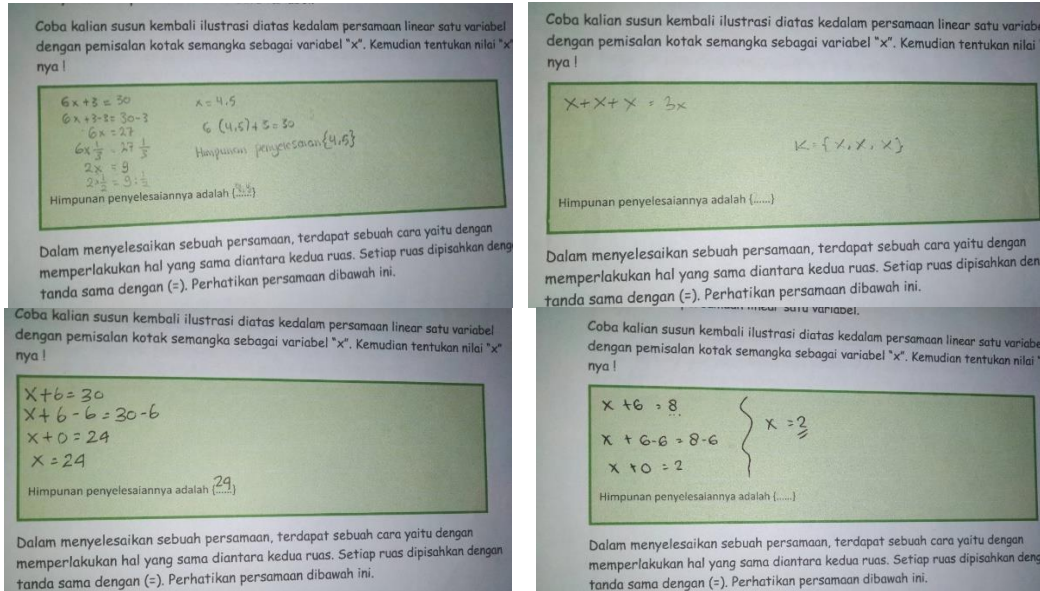 Coba kalian susun kembali ilustrasi diatas kedalam persamaan linear satu variabel
dengan pemisalan kotak semangka sebagai variabel "x". Kemudian tentukan nilai "x"
nya !
6x + 3 = 30
6x + 3 - 3 = 30 - 3
6x = 27
6x 1/3 = 27 1/3
2x = 9
x = 4,5
6 (4,5) + 3 = 30
Himpunan penyelesaian {4,5}
Himpunan penyelesaiannya adalah {......}
Dalam menyelesaikan sebuah persamaan, terdapat sebuah cara yaitu dengan
memperlakukan hal yang sama diantara kedua ruas. Setiap ruas dipisahkan deng
tanda sama dengan (=). Perhatikan persamaan dibawah ini.
Coba kalian susun kembali ilustrasi diatas kedalam persamaan linear satu variab
dengan pemisalan kotak semangka sebagai variabel "x". Kemudian tentukan nilai
nya !
x + x + x = 3x
K = { x, x, x }
Himpunan penyelesaiannya adalah {......}
Dalam menyelesaikan sebuah persamaan, terdapat sebuah cara yaitu dengan
memperlakukan hal yang sama diantara kedua ruas. Setiap ruas dipisahkan den
tanda sama dengan (=). Perhatikan persamaan dibawah ini.
Coba kalian susun kembali ilustrasi diatas kedalam persamaan linear satu variabel
dengan pemisalan kotak semangka sebagai variabel "x". Kemudian tentukan nilai "x"
nya !
x + 6 = 30
x + 6 - 6 = 30 - 6
x + 0 = 24
x = 24
Himpunan penyelesaiannya adalah {24}
Dalam menyelesaikan sebuah persamaan, terdapat sebuah cara yaitu dengan
memperlakukan hal yang sama diantara kedua ruas. Setiap ruas dipisahkan dengan
tanda sama dengan (=). Perhatikan persamaan dibawah ini.
satu variabel.
Coba kalian susun kembali ilustrasi diatas kedalam persamaan linear satu variabe
dengan pemisalan kotak semangka sebagai variabel "x". Kemudian tentukan nilai "
nya !
x + 6 = 8
x + 6 - 6 = 8 - 6
x + 0 = 2
x = 2
Himpunan penyelesaiannya adalah {......}
Dalam menyelesaikan sebuah persamaan, terdapat sebuah cara yaitu dengan
memperlakukan hal yang sama diantara kedua ruas. Setiap ruas dipisahkan deng
tanda sama dengan (=). Perhatikan persamaan dibawah ini.